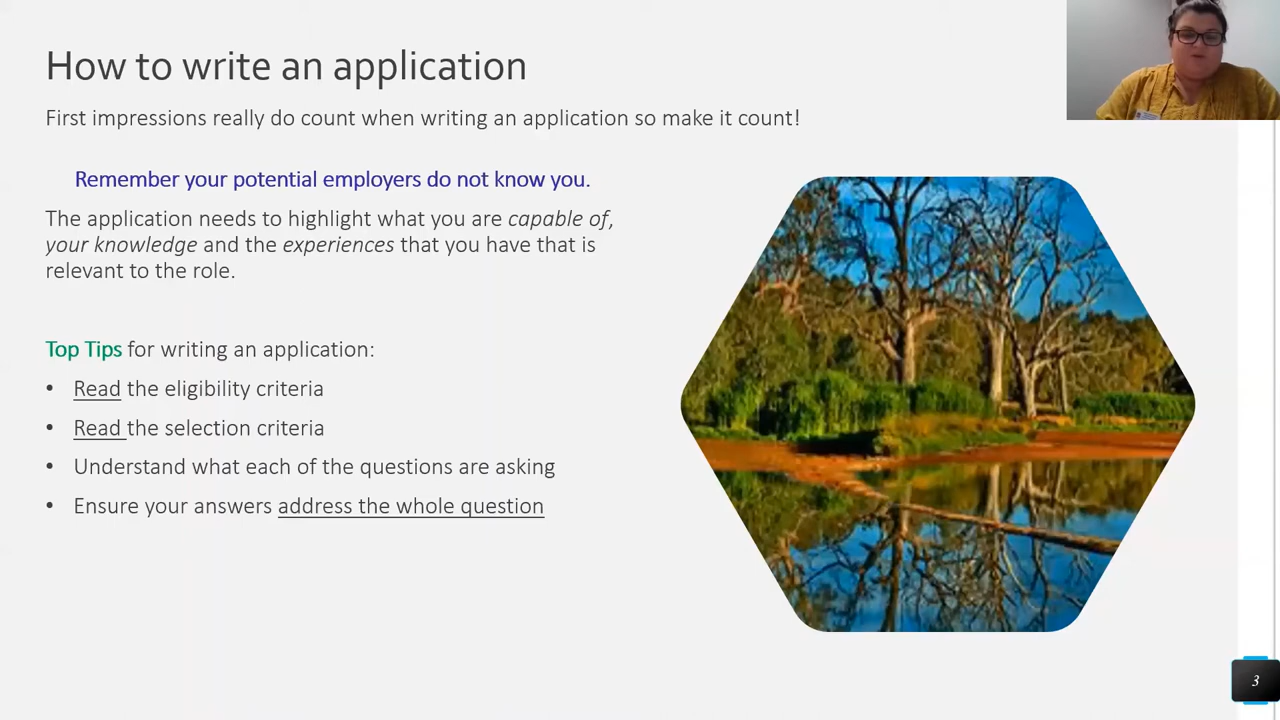 How to write an application
First impressions really do count when writing an application so make it count!
Remember your potential employers do not know you.
The application needs to highlight what you are capable of,
your knowledge and the experiences that you have that is
relevant to the role.
Top Tips for writing an application:
• Read the eligibility criteria
• Read the selection criteria
• Understand what each of the questions are asking
• Ensure your answers address the whole question
3